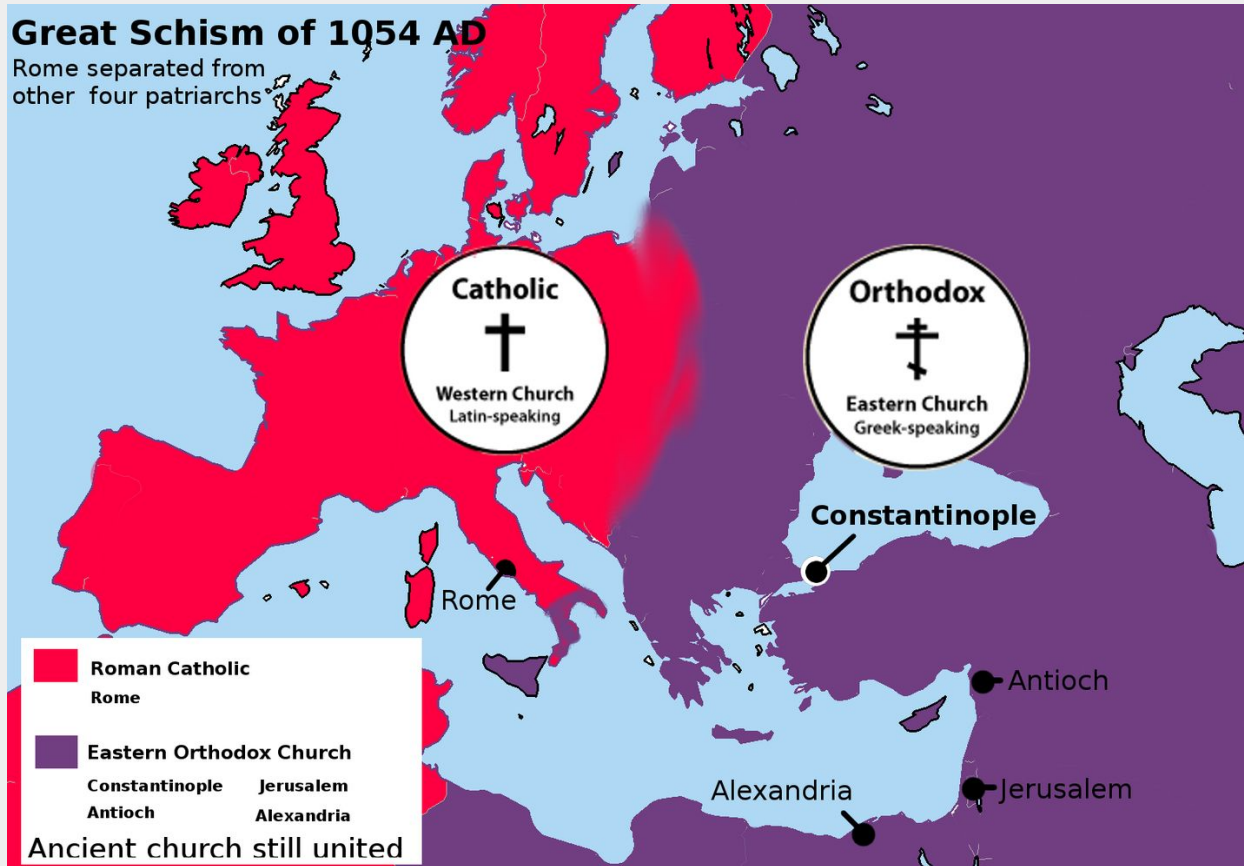 Great Schism of 1054 AD
Rome separated from
other four patriarchs
Catholic
Western Church
Latin-speaking
Orthodox
Eastern Church
Greek-speaking
Constantinople
Rome
Antioch
Alexandria
Jerusalem
Roman Catholic
Rome
Eastern Orthodox Church
Constantinople Jerusalem
Antioch Alexandria
Ancient church still united